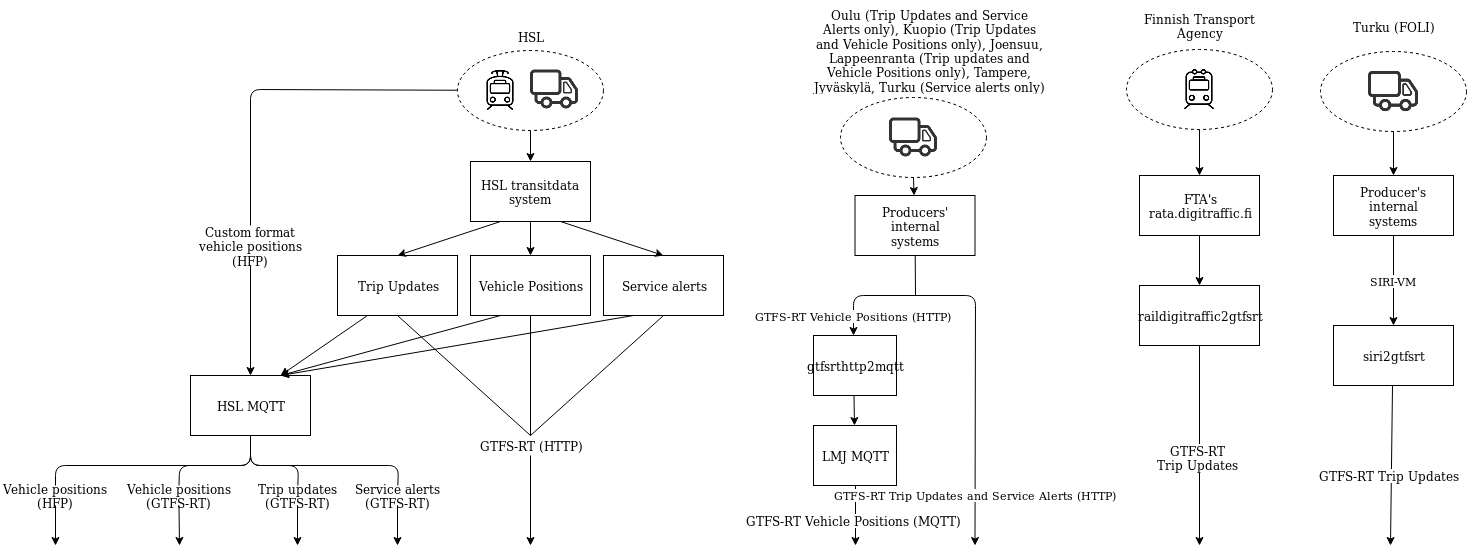 HSL
Custom format
vehicle positions
(HFP)
HSL transitdata
system
Trip Updates
Vehicle Positions
Service alerts
HSL MQTT
GTFS-RT (HTTP)
Vehicle positions
(HFP)
Vehicle positions
(GTFS-RT)
Trip updates
(GTFS-RT)
Service alerts
(GTFS-RT)
Oulu (Trip Updates and Service
Alerts only), Kuopio (Trip Updates
and Vehicle Positions only), Joensuu,
Lappeenranta (Trip updates and
Vehicle Positions only), Tampere,
Jyväskylä, Turku (Service alerts only)
Producers'
internal
systems
GTFS-RT Vehicle Positions (HTTP)
gtfsrthttp2mqtt
LMJ MQTT
GTFS-RT Trip Updates and Service Alerts (HTTP)
GTFS-RT Vehicle Positions (MQTT)
Finnish Transport
Agency
FTA's
rata.digitraffic.fi
raildigitraffic2gtfsrt
GTFS-RT
Trip Updates
Turku (FOLI)
Producer's
internal
systems
SIRI-VM
siri2gtfsrt
GTFS-RT Trip Updates